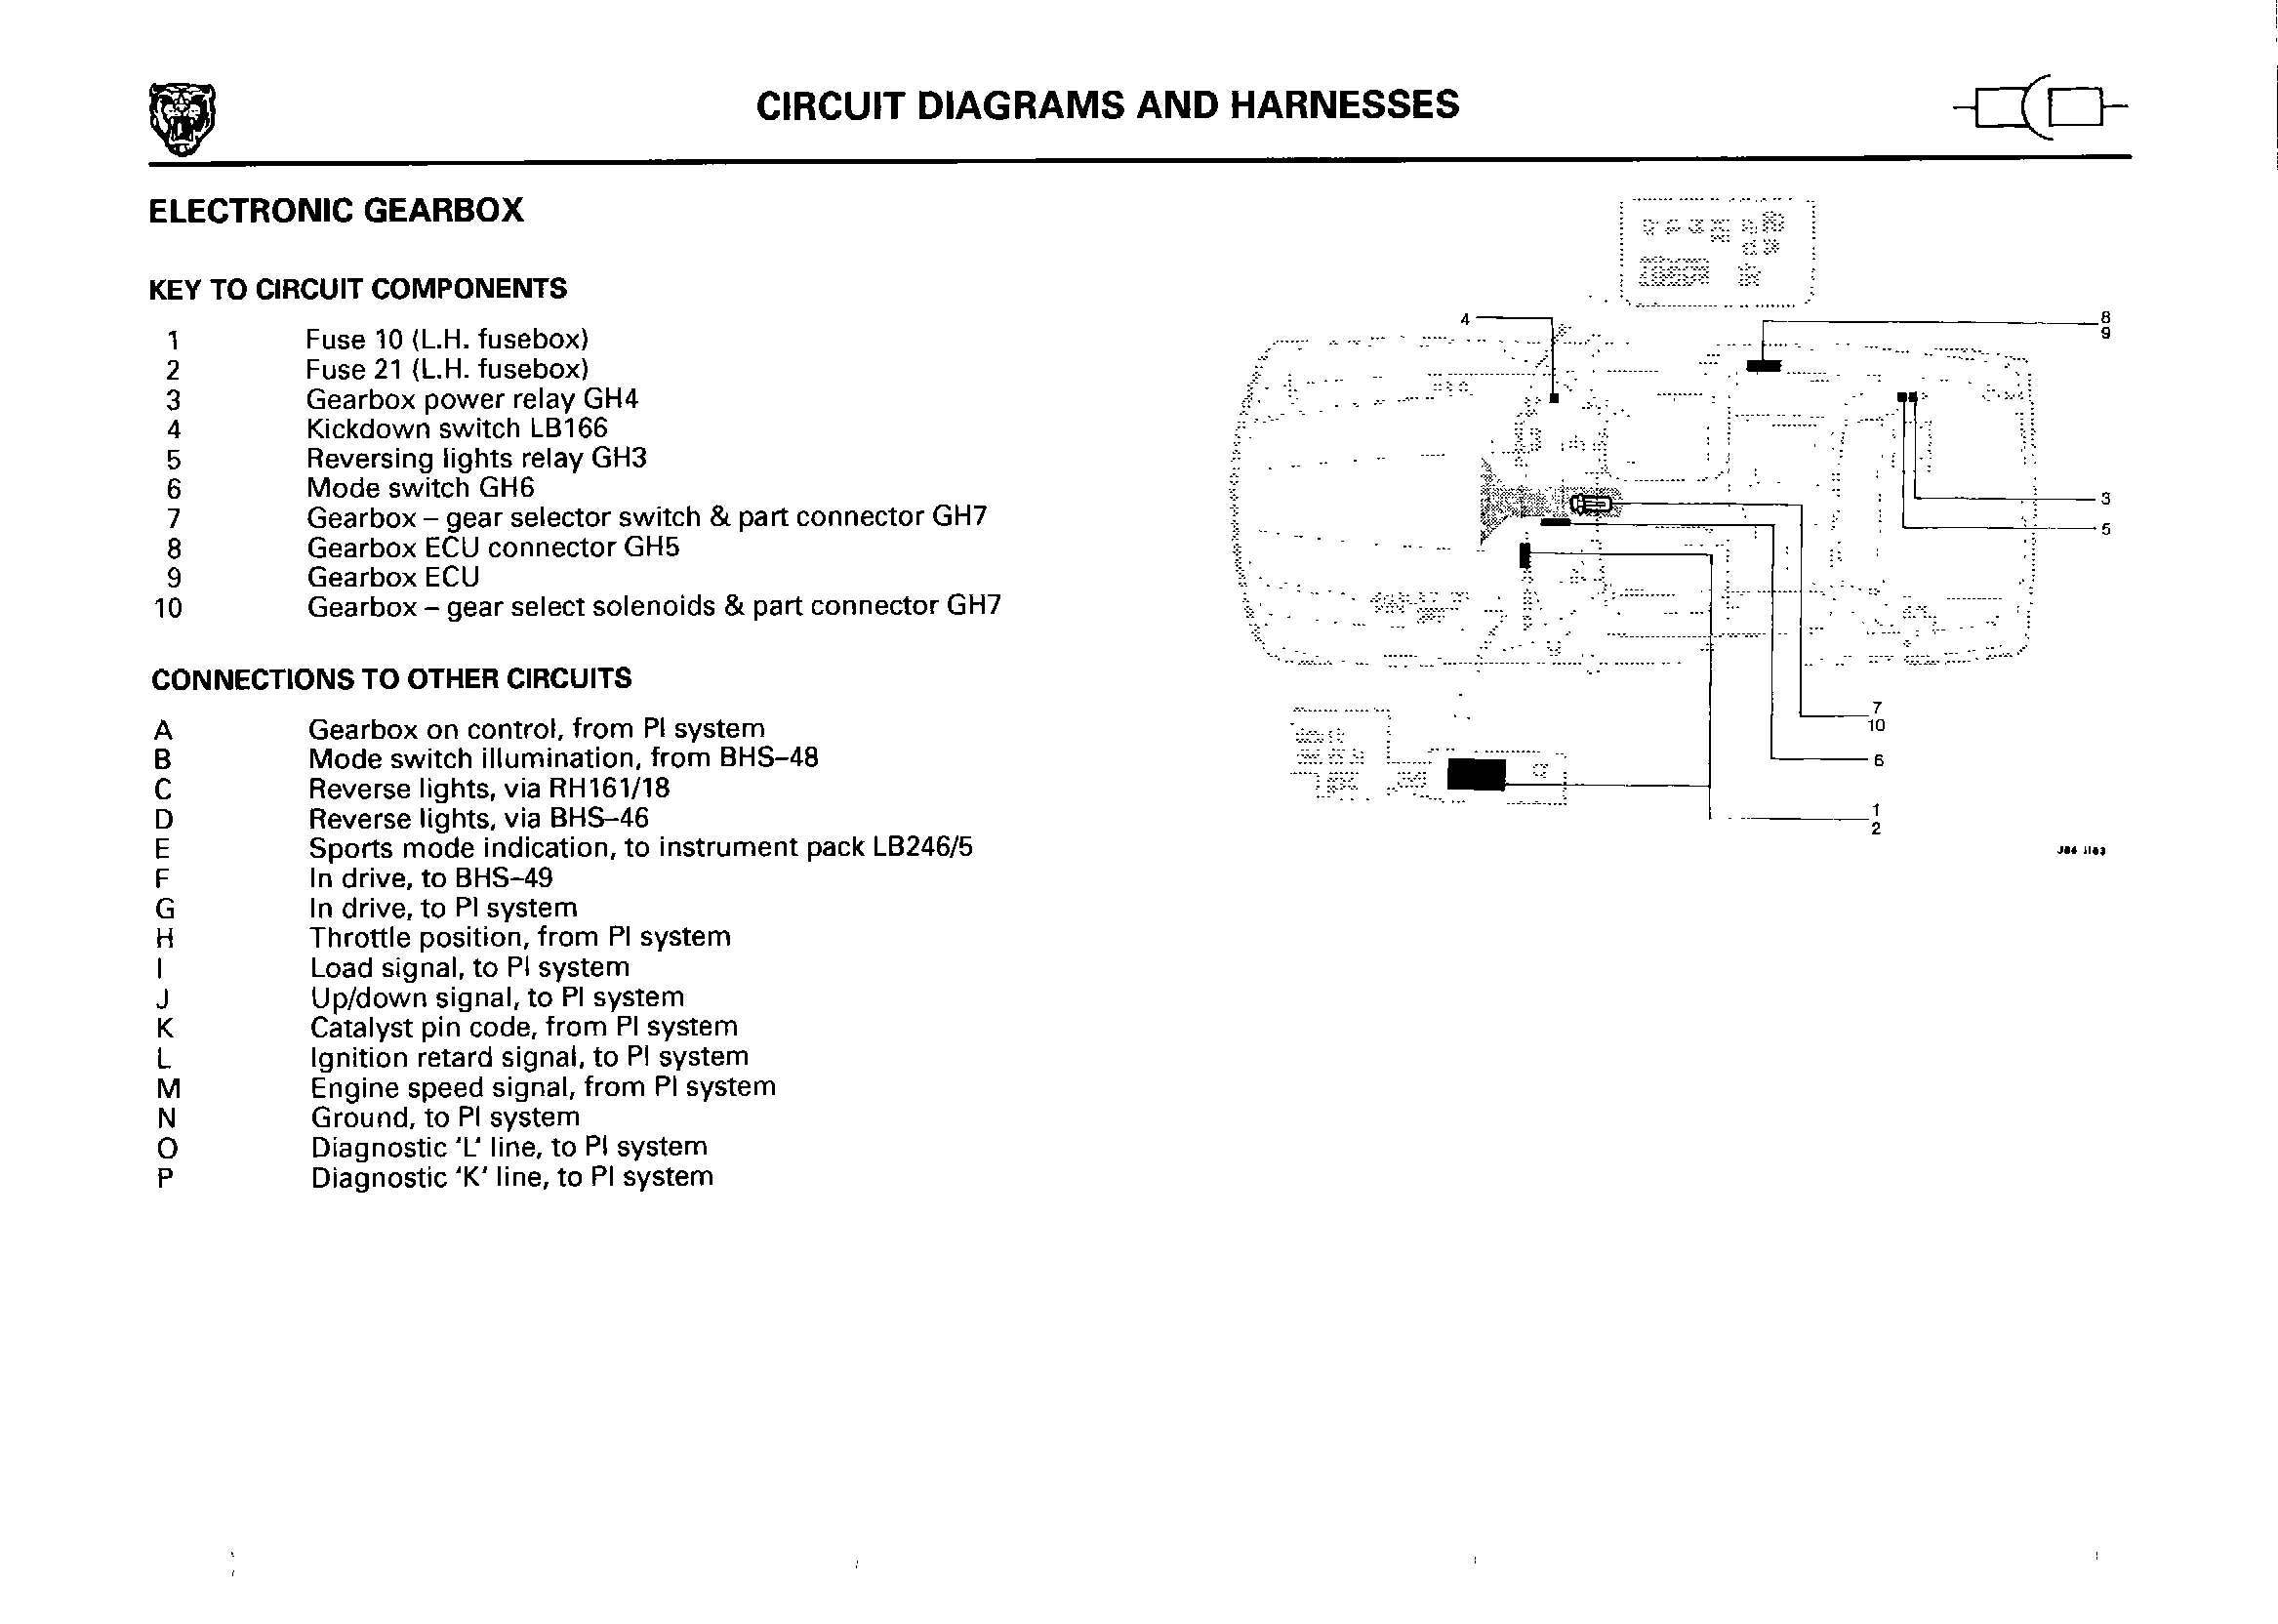 CIRCUIT DIAGRAMS AND HARNESSES
ELECTRONIC GEARBOX
KEY TO CIRCUIT COMPONENTS
1 Fuse 10 (L.H. fusebox)
2 Fuse 21 (L.H. fusebox)
3 Gearbox power relay GH4
4 Kickdown switch LB166
5 Reversing lights relay GH3
6 Mode switch GH6
7 Gearbox – gear selector switch & part connector GH7
8 Gearbox ECU connector GH5
9 Gearbox ECU
10 Gearbox – gear select solenoids & part connector GH7
CONNECTIONS TO OTHER CIRCUITS
A Gearbox on control, from PI system
B Mode switch illumination, from BHS–48
C Reverse lights, via RH161/18
D Reverse lights, via BHS–46
E Sports mode indication, to instrument pack LB246/5
F In drive, to BHS–49
G In drive, to PI system
H Throttle position, from PI system
I Load signal, to PI system
J Up/down signal, to PI system
K Catalyst pin code, from PI system
L Ignition retard signal, to PI system
M Engine speed signal, from PI system
N Ground, to PI system
O Diagnostic 'L' line, to PI system
P Diagnostic 'K' line, to PI system
4
8
9
3
5
7
10
6
1
2